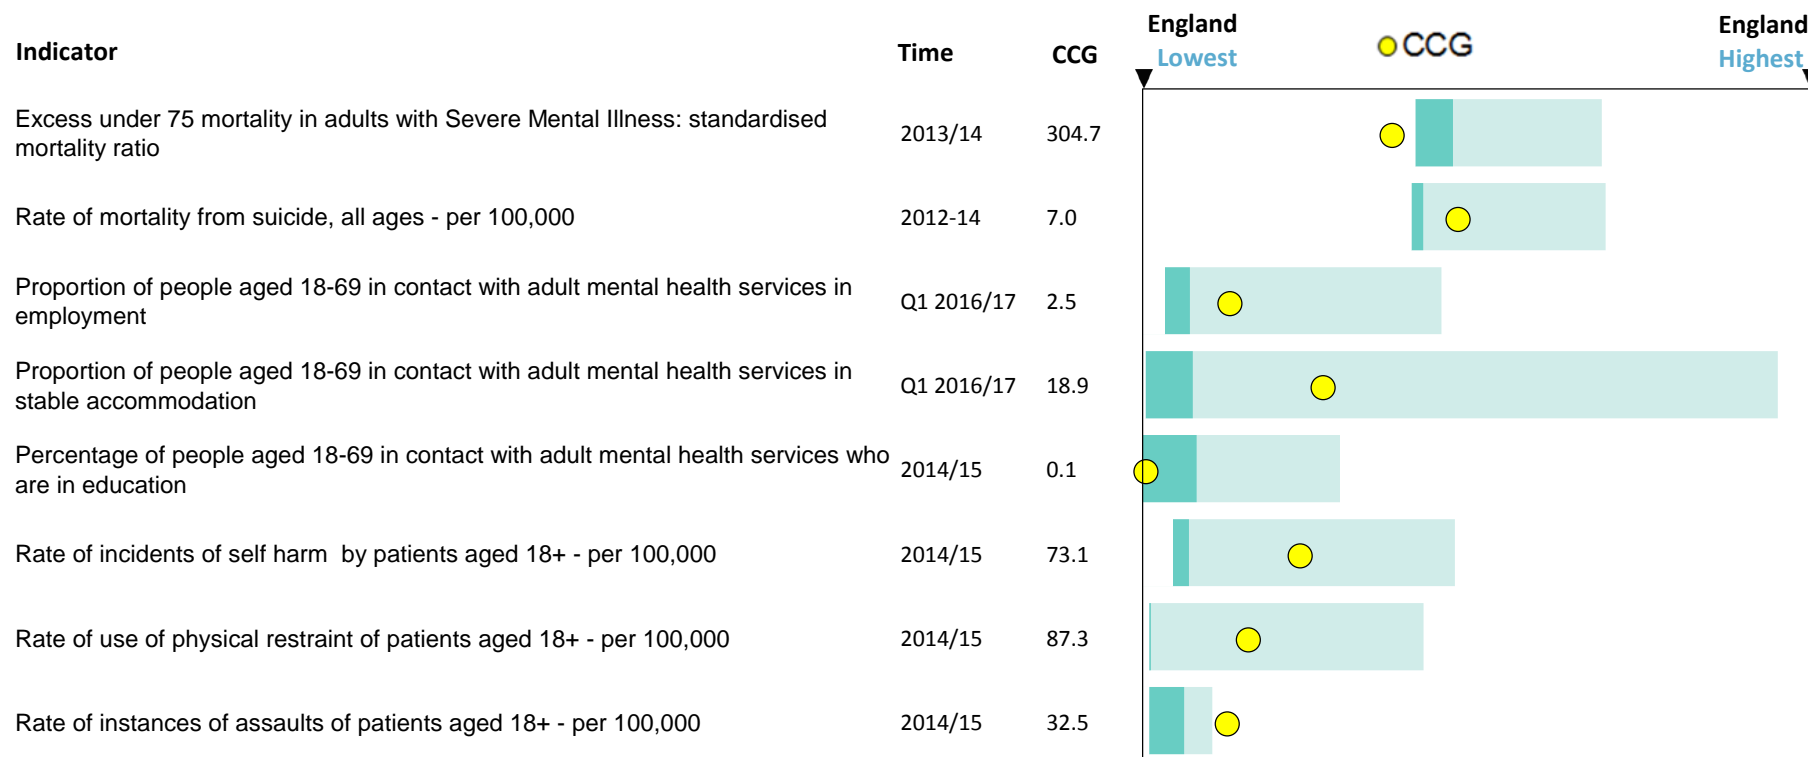 England England
Indicator Time CCG Lowest CCG Highest
Excess under 75 mortality in adults with Severe Mental Illness: standardised
mortality ratio
2013/14 304.7
Rate of mortality from suicide, all ages - per 100,000 2012-14 7.0
Proportion of people aged 18-69 in contact with adult mental health services in
employment
Q1 2016/17 2.5
Proportion of people aged 18-69 in contact with adult mental health services in
stable accommodation
Q1 2016/17 18.9
Percentage of people aged 18-69 in contact with adult mental health services who
are in education
2014/15 0.1
Rate of incidents of self harm  by patients aged 18+ - per 100,000 2014/15 73.1
Rate of use of physical restraint of patients aged 18+ - per 100,000 2014/15 87.3
Rate of instances of assaults of patients aged 18+ - per 100,000 2014/15 32.5